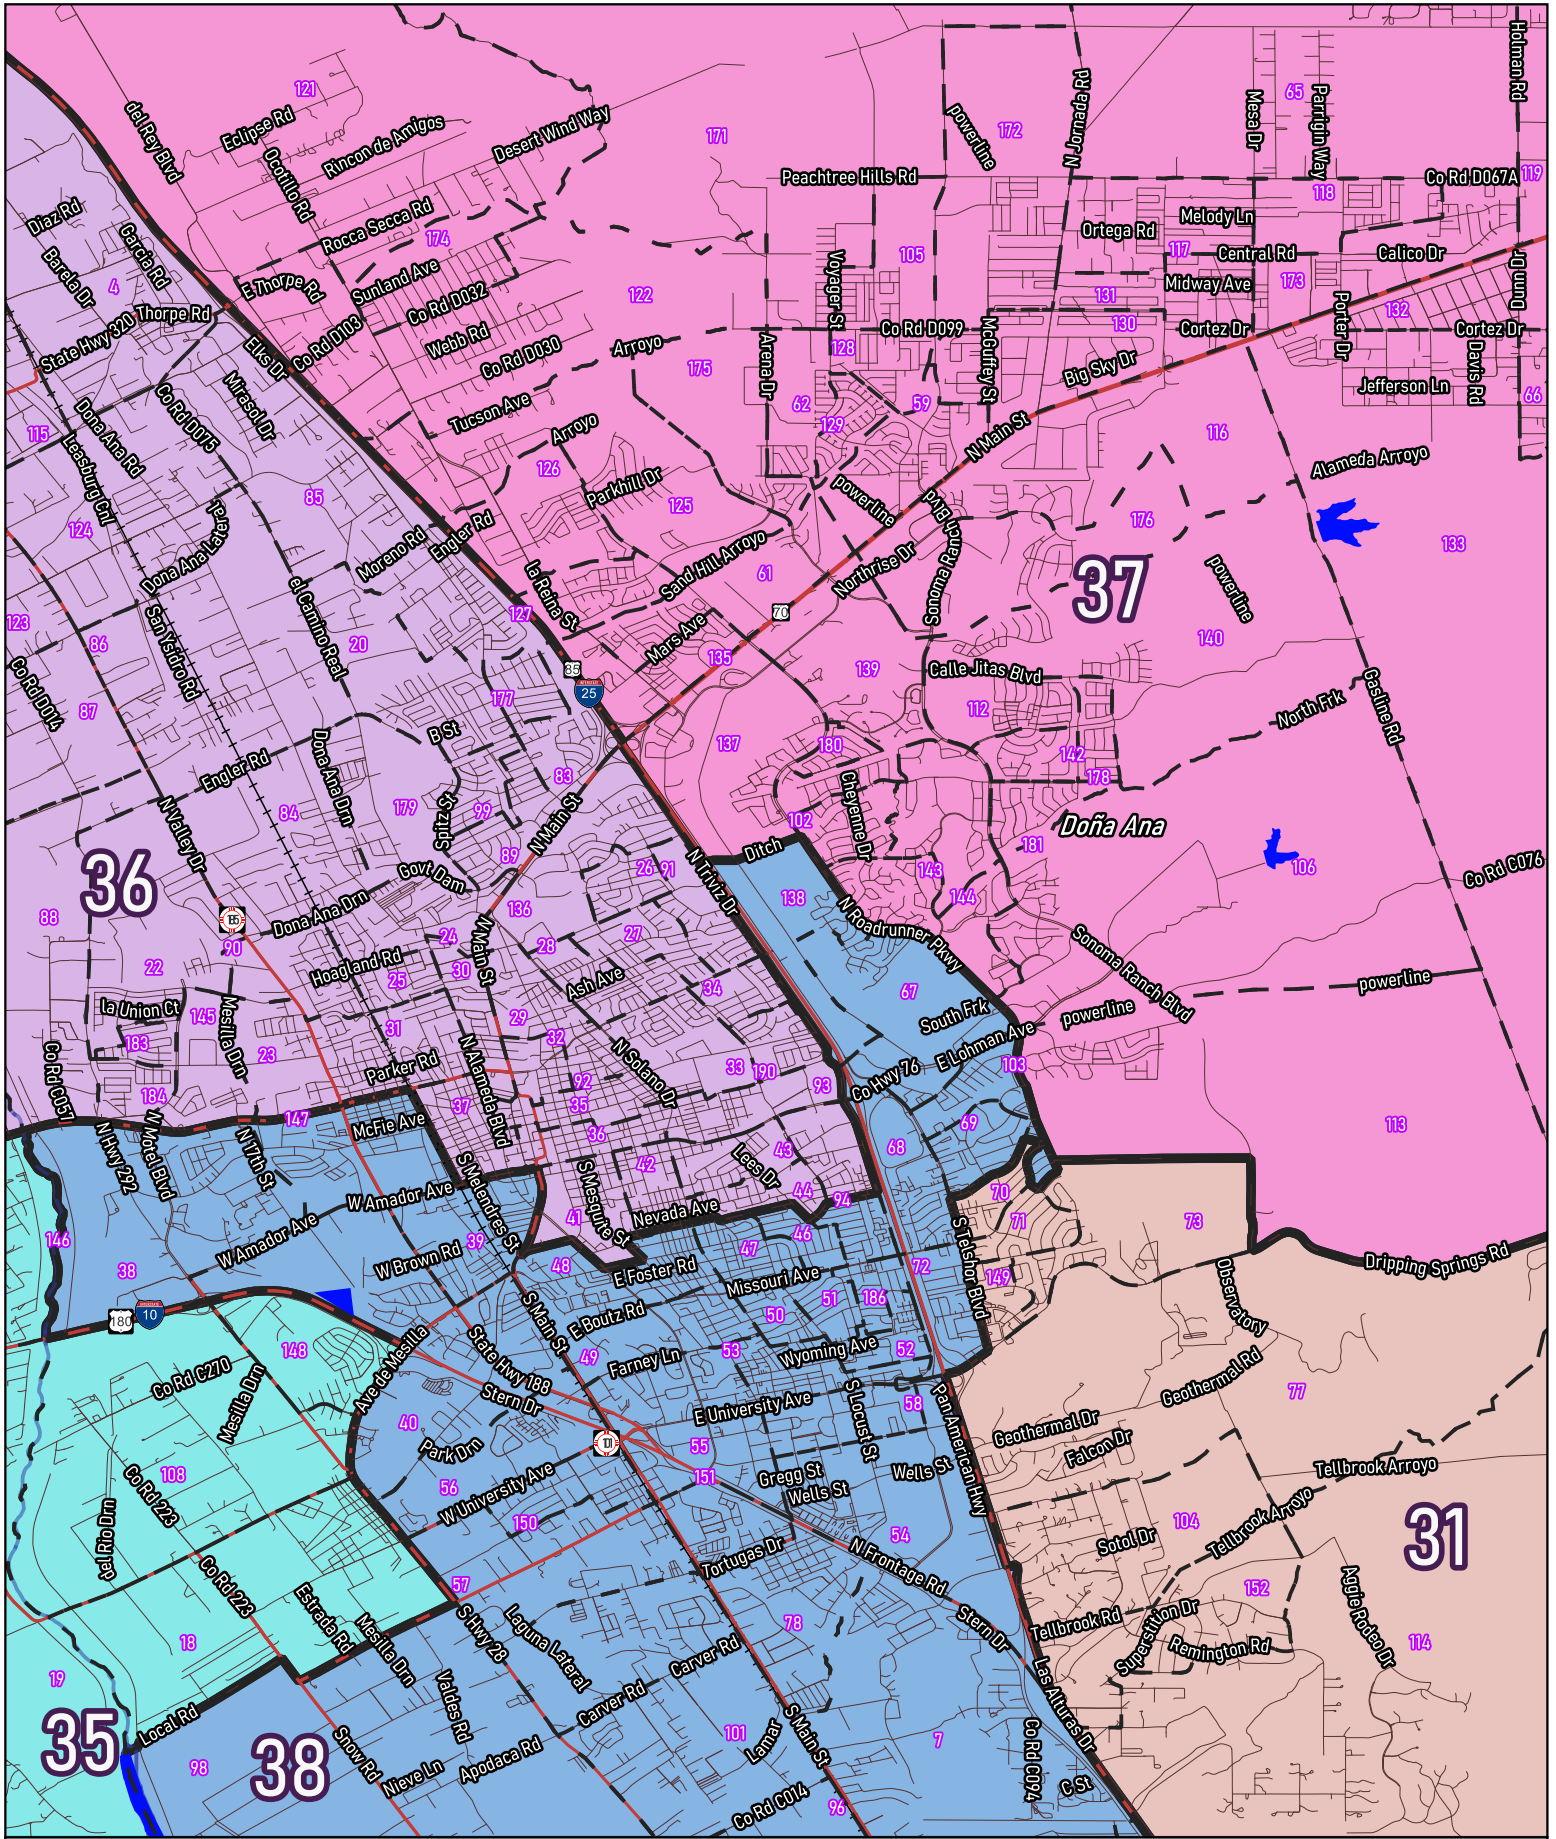 Holman Rd
121
del Rey Blvd
Eclipse Rd
Rincon de Amigos
Desert Wind Way
171
powerline
172
N Jornada Rd
Mesa Dr
65
Parrigin Way
Ocotillo Rd
Peachtree Hills Rd
Co Rd D067A
119
118
Diaz Rd
Garcia Rd
Rocca Secca Rd
174
Melody Ln
Ortega Rd
117
Central Rd
Calico Dr
Barela Dr
4
E Thorpe Rd
Sunland Ave
Co Rd D032
122
Voyager St
105
131
Midway Ave
173
Dunn Dr
Porter Dr
132
State Hwy 320
Thorpe Rd
Elks Dr
Co Rd D103
Webb Rd
Co Rd D030
Arroyo
175
Arena Dr
128
Co Rd D099
McGuffey St
130
Cortez Dr
Cortez Dr
Big Sky Dr
Davis Rd
Jefferson Ln
66
115
Dona Ana Rd
Co Rd D075
Mirasol Dr
Tucson Ave
Arroyo
62
129
59
N Main St
116
Alameda Arroyo
leasburg Cnl
124
85
126
Parkhill Dr
125
powerline
176
133
Dona Ana Lateral
Moreno Rd
Engler Rd
Sand Hill Arroyo
61
Northrise Dr
Sonoma Ranch Blvd
37
powerline
123
86
San Ysidro Rd
el Camino Real
20
127
la Reina St
70
Mars Ave
135
139
140
Co Rd D014
87
85
25
177
Calle Jitas Blvd
112
Gasline Rd
North Frk
B St
137
180
142
178
Engler Rd
Dona Ana Drn
83
N Valley Dr
84
179
Spitz St
99
N Main St
102
Cheyenne Dr
Doña Ana
181
106
Co Rd C076
36
89
Govt Dam
26
91
N Triviz Dr
Ditch
138
143
144
88
185
Dona Ana Drn
136
N Roadrunner Pkwy
90
24
N Main St
28
27
Sonoma Ranch Blvd
22
Hoagland Rd
25
30
Ash Ave
34
67
powerline
la Union Ct
145
Mesilla Drn
31
29
32
South Frk
powerline
183
23
N Alameda Blvd
N Solano Dr
E Lohman Ave
103
Co Rd C057
Parker Rd
92
33
190
93
Co Hwy 76
184
147
37
35
69
113
N Motel Blvd
N Hwy 292
N 17th St
McFie Ave
36
68
43
Lees Dr
42
S Melendres St
S Mesquite St
W Amador Ave
44
94
70
71
73
41
Nevada Ave
46
S Telshor Blvd
146
W Amador Ave
38
39
W Brown Rd
48
47
72
149
Dripping Springs Rd
E Foster Rd
Missouri Ave
51
186
Observatory
180
10
S Main St
E Boutz Rd
50
148
Ave de Mesilla
State Hwy 188
49
Farney Ln
53
Wyoming Ave
52
Co Rd C270
Mesilla Drn
Stern Dr
S Locust St
58
Pan American Hwy
Geothermal Rd
77
40
E University Ave
Geothermal Dr
Falcon Dr
Park Drn
101
55
108
56
W University Ave
151
Gregg St
Wells St
Wells St
Tellbrook Arroyo
Co Rd 223
del Rio Drn
150
54
104
Sotol Dr
Tellbrook Arroyo
31
57
Tortugas Dr
N Frontage Rd
Co Rd 223
152
Aggie Rodeo Dr
Estrada Rd
Mesilla Drn
S Hwy 28
Laguna Lateral
78
Stern Dr
Tellbrook Rd
Superstition Dr
Remington Rd
114
18
Carver Rd
19
Valdes Rd
Carver Rd
Las Alturas Dr
Local Rd
35
S Main St
101
Lamar
7
Co Rd C094
Snow Rd
98
38
Apodaca Rd
Nieve Ln
C St
Co Rd C014
96